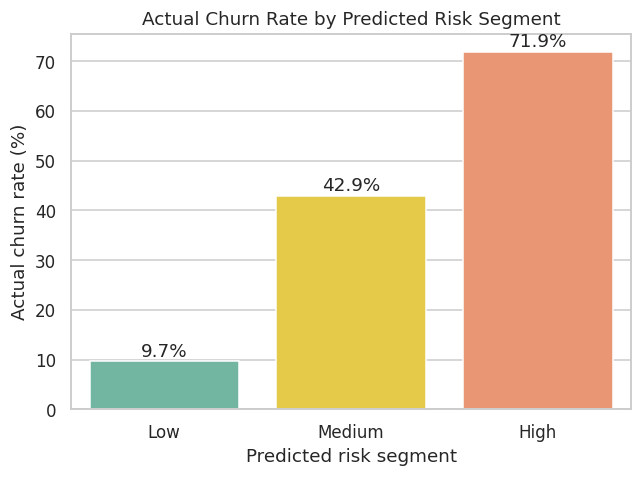 Actual Churn Rate by Predicted Risk Segment
71.9%
70
60
50
42.9%
40
30
20
9.7%
10
0
Actual churn rate (%)
Low Medium High
Predicted risk segment